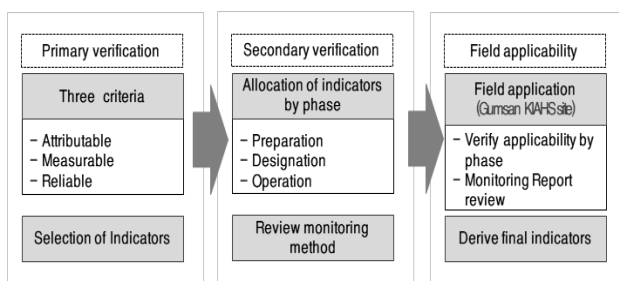 Primary verification
Three criteria
– Attributable
– Measurable
– Reliable
Selection of Indicators
Secondary verification
Allocation of indicators
by phase
– Preparation
– Designation
– Operation
Review monitoring
method
Field applicability
Field application
(Gumsan KIAHS site)
– Verify applicability by
phase
– Monitoring Report
review
Derive final indicators